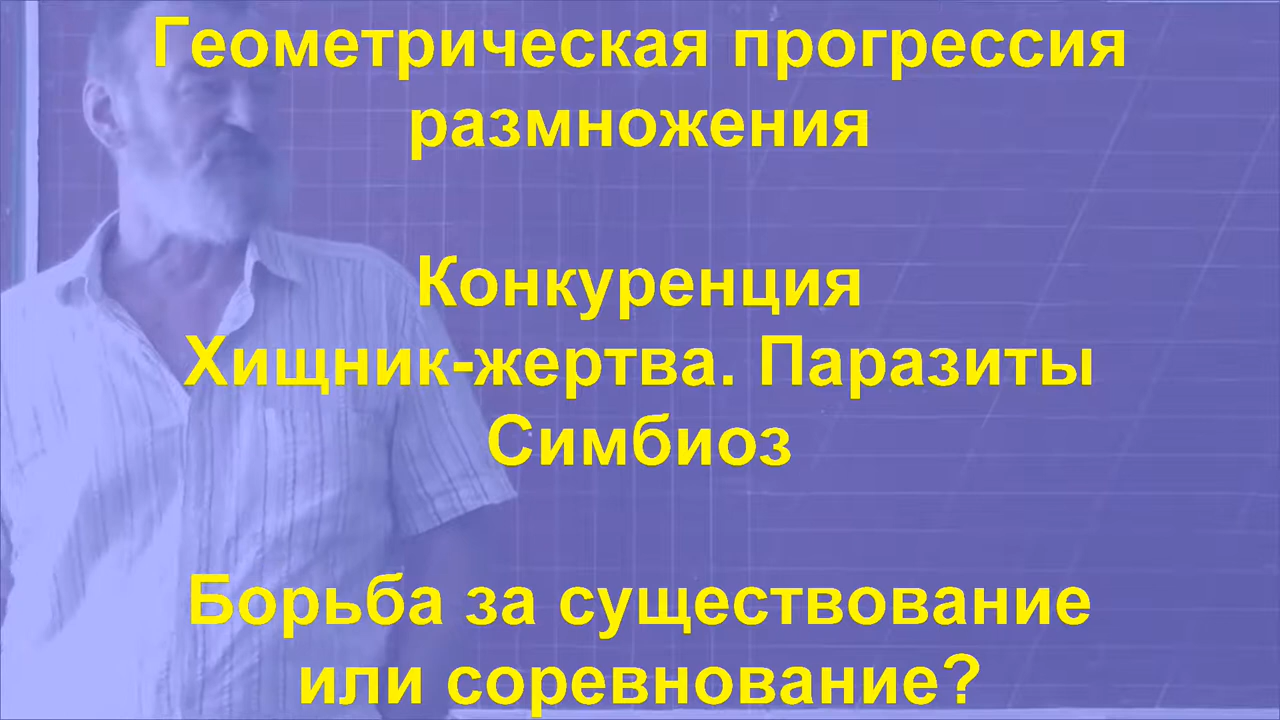 Геометрическая прогрессия
размножения
Конкуренция
Хищник-жертва. Паразиты
Симбиоз
Борьба за существование
или соревнование?